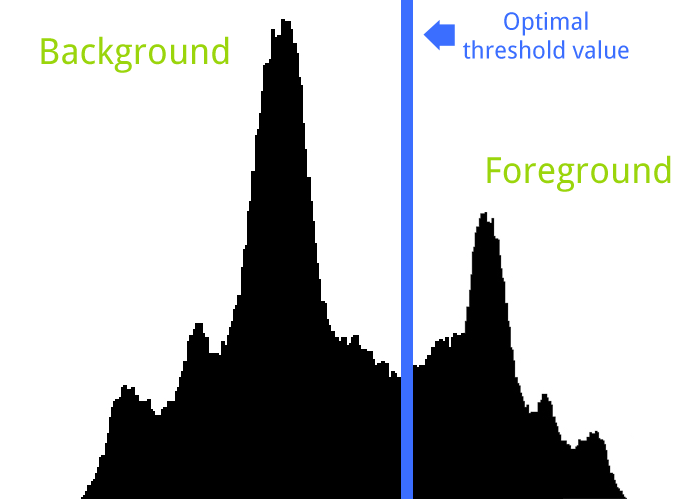 Background
Optimal
threshold value
Foreground